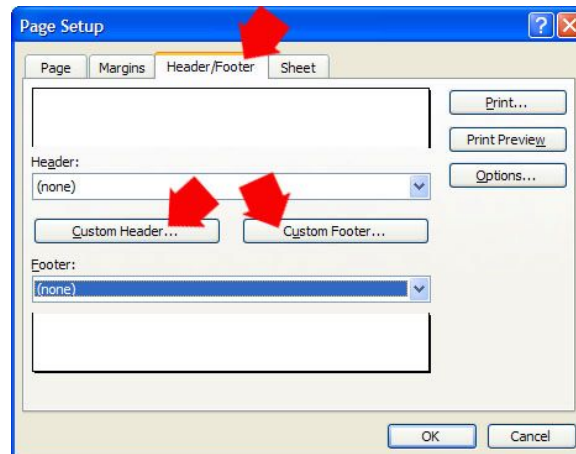 Page Setup
Page Margins Header/Footer Sheet
Print...
Print Preview
Header:
Options...
(none)
Custom Header... Custom Footer...
Footer:
(none)
OK Cancel